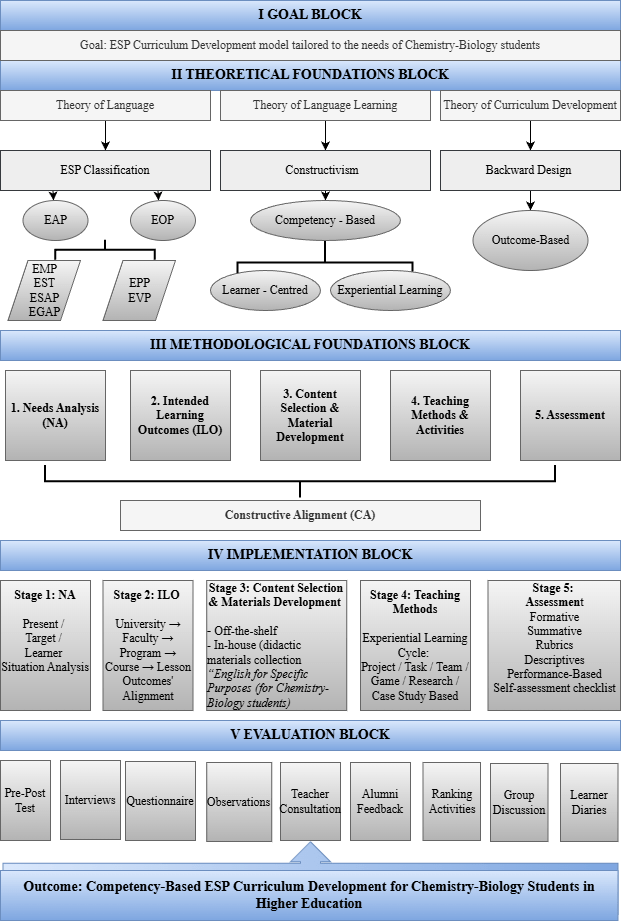 I GOAL BLOCK
Goal: ESP Curriculum Development model tailored to the needs of Chemistry-Biology students
II THEORETICAL FOUNDATIONS BLOCK
Theory of Language
Theory of Language Learning
Theory of Curriculum Development
ESP Classification
Constructivism
Backward Design
EAP
EOP
Competency - Based
Outcome-Based
EMP
EST
ESAP
EGAP
EPP
EVP
Learner - Centred
Experiential Learning
III METHODOLOGICAL FOUNDATIONS BLOCK
1. Needs Analysis
(NA)
2. Intended
Learning
Outcomes (ILO)
3. Content
Selection &
Material
Development
4. Teaching
Methods &
Activities
5. Assessment
Constructive Alignment (CA)
IV IMPLEMENTATION BLOCK
Stage 1: NA
Present /
Target /
Learner
Situation Analysis
Stage 2: ILO
University →
Faculty →
Program →
Course → Lesson
Outcomes'
Alignment
Stage 3: Content Selection
& Materials Development
- Off-the-shelf
- In-house (didactic
materials collection
“English for Specific
Purposes (for Chemistry-
Biology students)
Stage 4: Teaching
Methods
Experiential Learning
Cycle:
Project / Task / Team /
Game / Research /
Case Study Based
Stage 5:
Assessment
Formative
Summative
Rubrics
Descriptives
Performance-Based
Self-assessment checklist
V EVALUATION BLOCK
Pre-Post
Test
Interviews
Questionnaire
Observations
Teacher
Consultation
Alumni
Feedback
Ranking
Activities
Group
Discussion
Learner
Diaries
Outcome: Competency-Based ESP Curriculum Development for Chemistry-Biology Students in
Higher Education